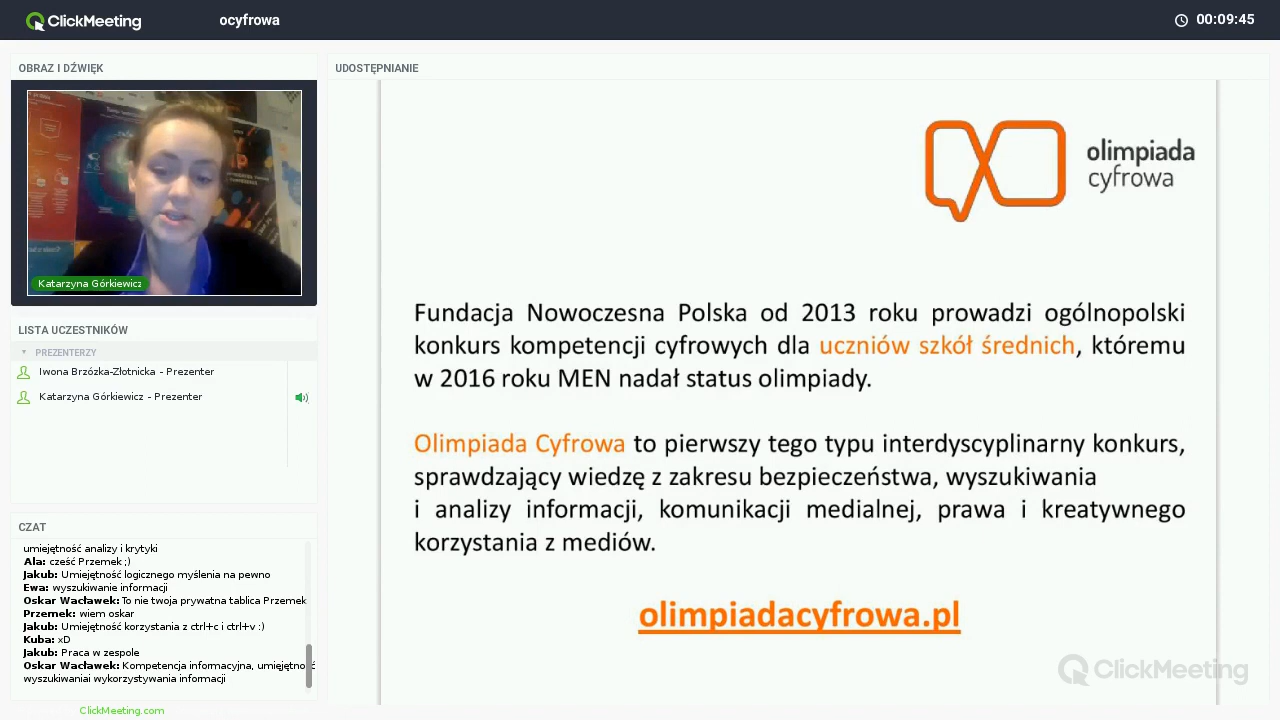 ClickMeeting
ocyfrowa
00:09:45
OBRAZ I DŹWIĘK
Katarzyna Górkiewicz
LISTA UCZESTNIKÓW
PREZENTERZY
Iwona Brzózka-Złotnicka - Prezenter
Katarzyna Górkiewicz - Prezenter
CZAT
umiejętność analizy i krytyki
Ala: cześć Przemek ;)
Jakub: Umiejętność logicznego myślenia na pewno
Ewa: wyszukiwanie informacji
Oskar Wacławek: To nie twoja prywatna tablica Przemek
Przemek: wiem oskar
Jakub: Umiejętność korzystania z ctrl+c i ctrl+v :)
Kuba: xD
Jakub: Praca w zespole
Oskar Wacławek: Kompetencja informacyjna, umięjętność
wyszukiwaniai wykorzystywania informacji
ClickMeeting.com
UDOSTĘPNIANIE
olimpiada
cyfrowa
Fundacja Nowoczesna Polska od 2013 roku prowadzi ogólnopolski
konkurs kompetencji cyfrowych dla uczniów szkół średnich, któremu
w 2016 roku MEN nadał status olimpiady.
Olimpiada Cyfrowa to pierwszy tego typu interdyscyplinarny konkurs,
sprawdzający wiedzę z zakresu bezpieczeństwa, wyszukiwania
i analizy informacji, komunikacji medialnej, prawa i kreatywnego
korzystania z mediów.
olimpiadacyfrowa.pl
ClickMeeting